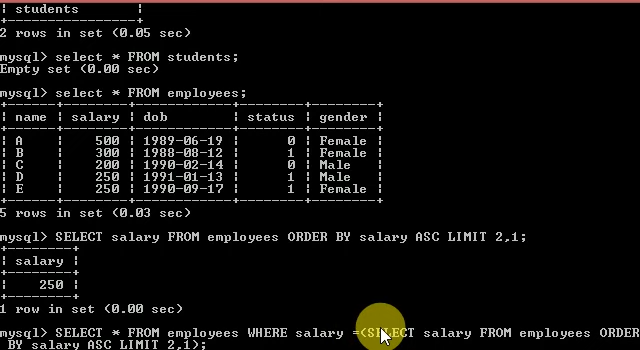 | students |
+------------------+
2 rows in set (0.05 sec)
mysql> select * FROM students;
Empty set (0.00 sec)
mysql> select * FROM employees;
+------+--------+------------+--------+--------+
| name | salary | dob | status | gender |
+------+--------+------------+--------+--------+
| A | 500 | 1989-06-19 | 0 | Female |
| B | 300 | 1988-08-12 | 1 | Female |
| C | 200 | 1990-02-14 | 0 | Male |
| D | 250 | 1991-01-13 | 1 | Male |
| E | 250 | 1990-09-17 | 1 | Female |
+------+--------+------------+--------+--------+
5 rows in set (0.03 sec)
mysql> SELECT salary FROM employees ORDER BY salary ASC LIMIT 2,1;
+--------+
| salary |
+--------+
| 250 |
+--------+
1 row in set (0.00 sec)
mysql> SELECT * FROM employees WHERE salary =(SELECT salary FROM employees ORDER
BY salary ASC LIMIT 2,1);